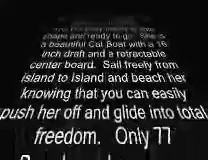 shape and ready to go. She is
a beautiful Cat Boat with a 16
inch draft and a retractable
center board. Sail freely from
island to island and beach her
knowing that you can easily
push her off and glide into total
freedom. Only 77